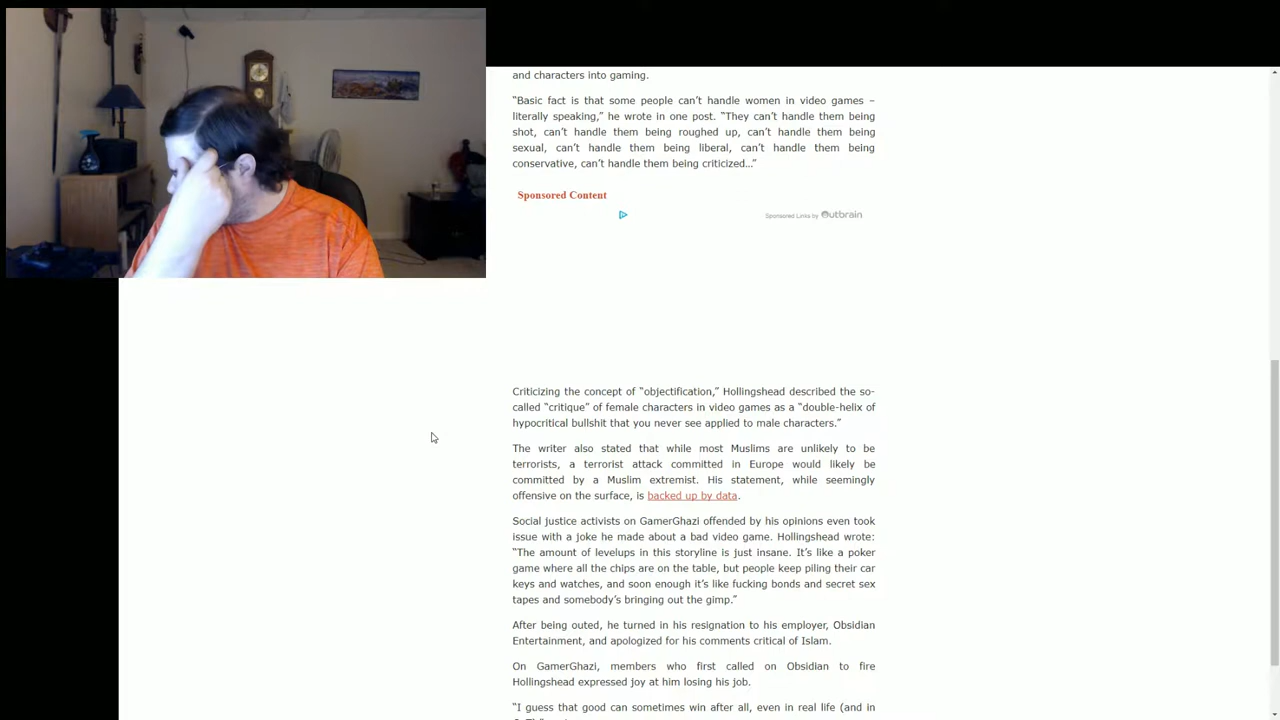 and characters into gaming.
“Basic fact is that some people can’t handle women in video games –
literally speaking,” he wrote in one post. “They can’t handle them being
shot, can’t handle them being roughed up, can’t handle them being
sexual, can’t handle them being liberal, can’t handle them being
conservative, can’t handle them being criticized…”
Sponsored Content
Sponsored Links by Outbrain
Criticizing the concept of “objectification,” Hollingshead described the so-
called “critique” of female characters in video games as a “double-helix of
hypocritical bullshit that you never see applied to male characters.”
The writer also stated that while most Muslims are unlikely to be
terrorists, a terrorist attack committed in Europe would likely be
committed by a Muslim extremist. His statement, while seemingly
offensive on the surface, is backed up by data.
Social justice activists on GamerGhazi offended by his opinions even took
issue with a joke he made about a bad video game. Hollingshead wrote:
“The amount of levelups in this storyline is just insane. It’s like a poker
game where all the chips are on the table, but people keep piling their car
keys and watches, and soon enough it’s like fucking bonds and secret sex
tapes and somebody’s bringing out the gimp.”
After being outed, he turned in his resignation to his employer, Obsidian
Entertainment, and apologized for his comments critical of Islam.
On GamerGhazi, members who first called on Obsidian to fire
Hollingshead expressed joy at him losing his job.
“I guess that good can sometimes win after all, even in real life (and in